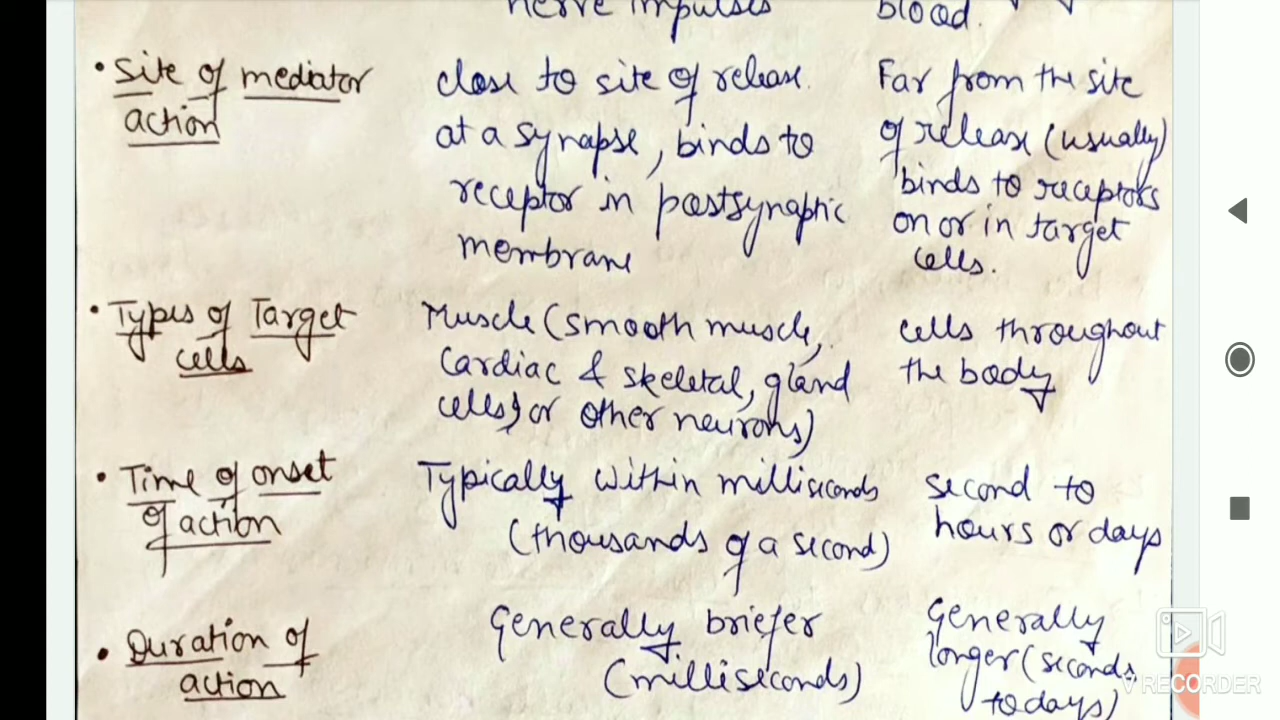 nerve impulses blood.
• Site of mediator action
close to site of release
at a synapse, binds to
receptor in postsynaptic
membrane
Far from the site
of release (usually)
binds to receptors
on or in target
cells.
• Types of Target
cells
Muscle (smooth muscle,
cardiac & skeletal, gland
cells, or other neurons)
cells throughout
the body
• Time of onset
of action
Typically within milliseconds
(thousands of a second)
second to
hours or days
• Duration of
action
Generally briefer
(milliseconds)
Generally
longer (seconds
to days)
V RECORDER